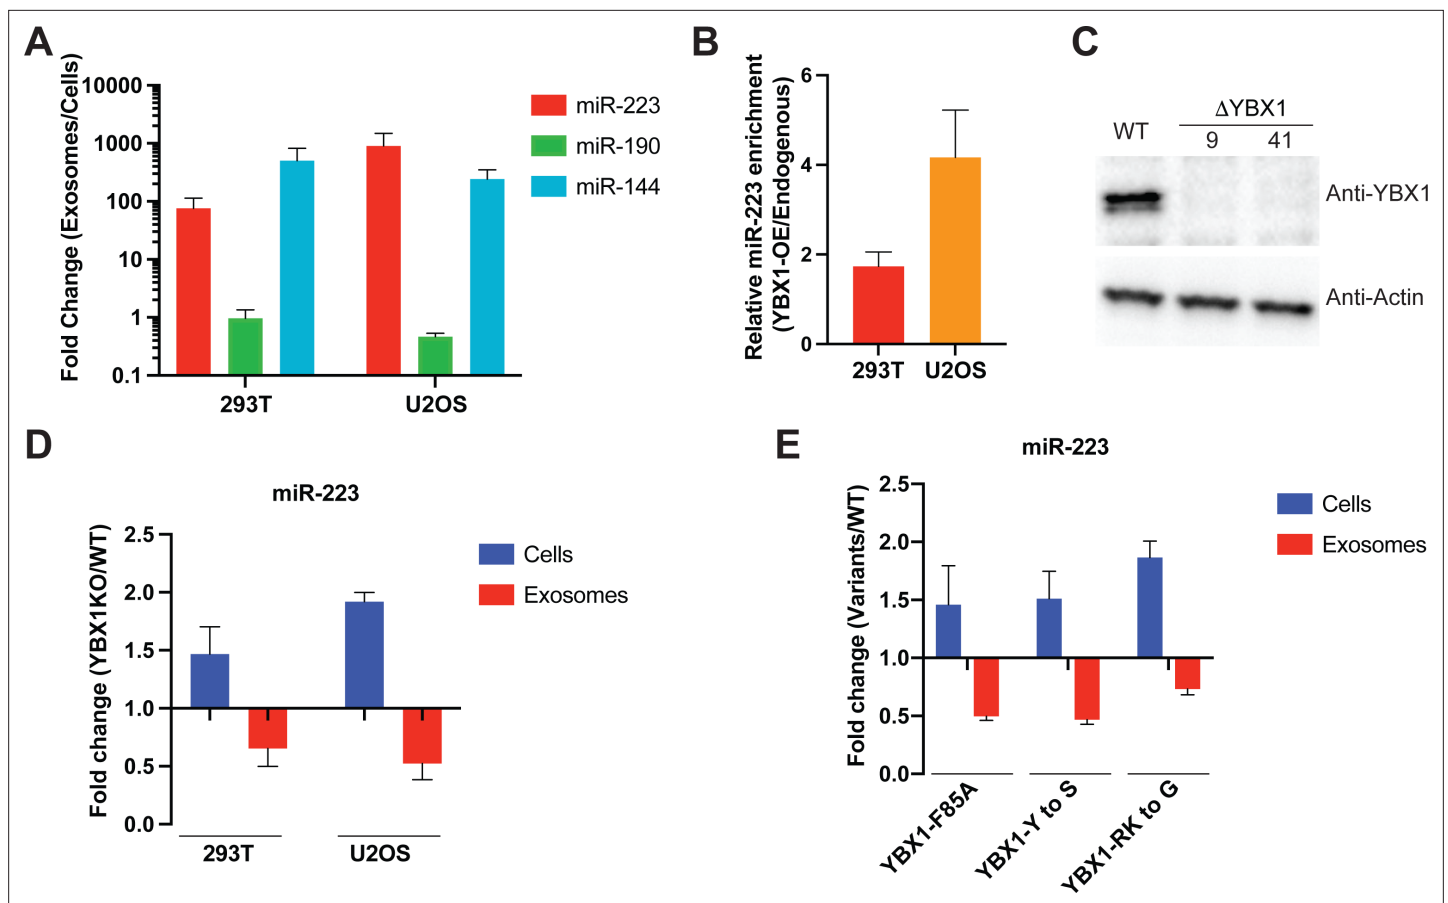 A
Fold Change (Exosomes/Cells)
10000
1000
100
10
1
0.1
293T
U2OS
miR-223
miR-190
miR-144
B
Relative miR-223 enrichment
(YBX1-OE/Endogenous)
6
4
2
0
293T
U2OS
C
WT
ΔYBX1
9
41
Anti-YBX1
Anti-Actin
D
miR-223
Fold change (YBX1KO/WT)
2.5
2.0
1.5
1.0
0.5
0.0
293T
U2OS
Cells
Exosomes
E
miR-223
Fold change (Variants/WT)
2.5
2.0
1.5
1.0
0.5
0.0
YBX1-F85A
YBX1-Y to S
YBX1-RK to G
Cells
Exosomes